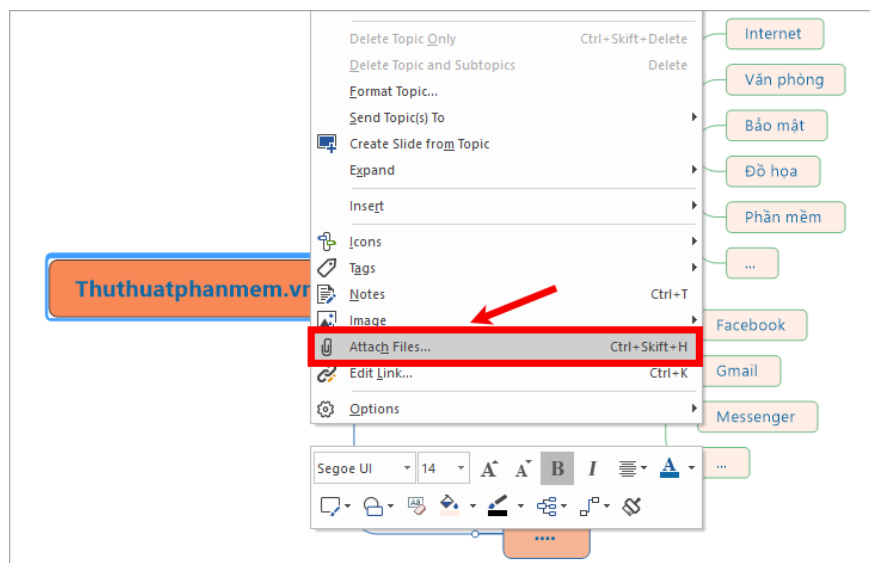 Delete Topic Only Ctrl+Skift+Delete
Delete Topic and Subtopics Delete
Format Topic...
Send Topic(s) To
Create Slide from Topic
Expand
Insert
Icons
Tags
Notes Ctrl+T
Image
Attach Files... Ctrl+Skift+H
Edit Link... Ctrl+K
Options
Thuthuatphanmem.vn
Internet
Văn phòng
Bảo mật
Đồ họa
Phần mềm
...
Facebook
Gmail
Messenger
...
Segoe UI 14 A A B I A
Aa
....